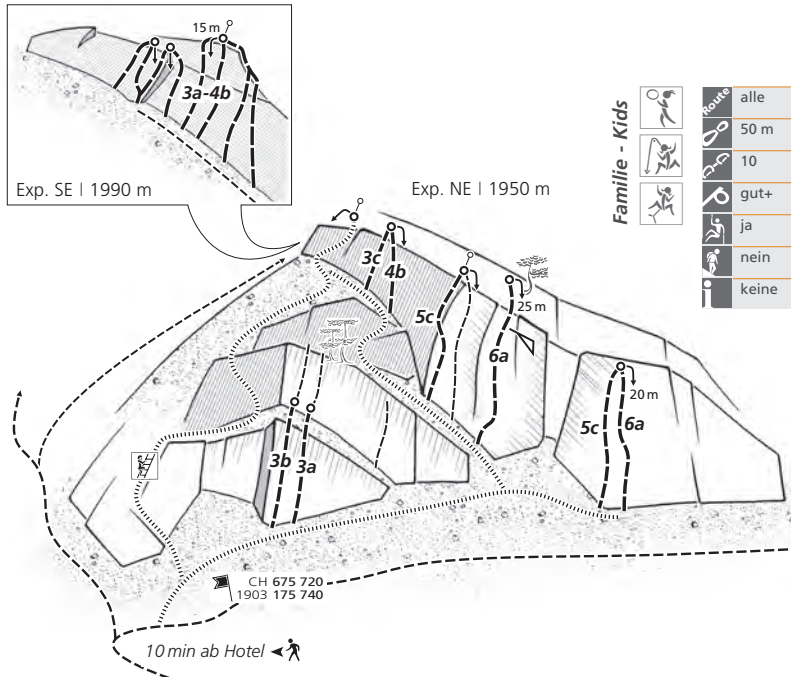 15 m
3a-4b
Exp. SE | 1990 m
Exp. NE | 1950 m
Familie - Kids
Route alle
50 m
10
gut+
ja
nein
keine
3c
4b
5c
25 m
6a
20 m
5c
6a
3b
3a
CH 675 720
1903 175 740
10 min ab Hotel